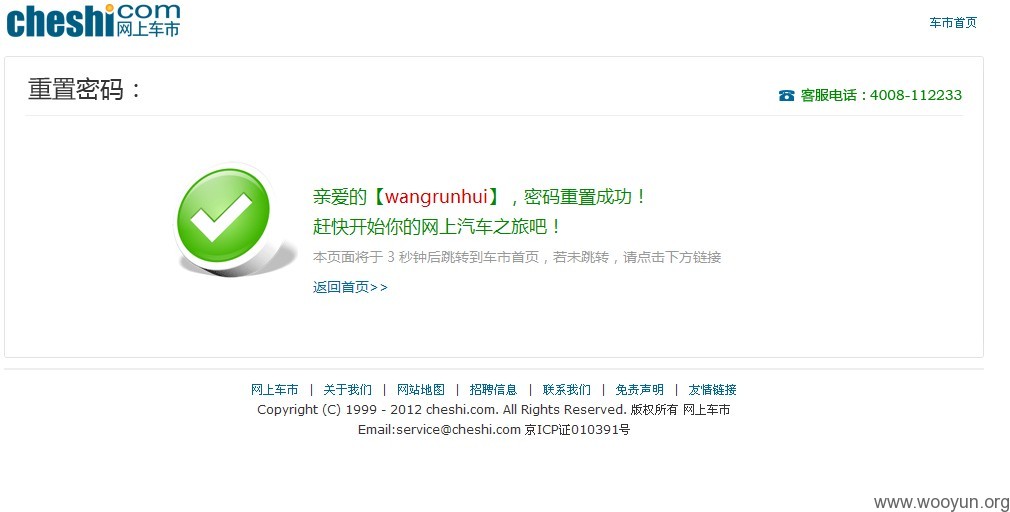 cheshi.com 网上车市
车市首页
重置密码：
客服电话：4008-112233
亲爱的【wangrunhui】，密码重置成功！
赶快开始你的网上汽车之旅吧！
本页面将于 3 秒钟后跳转到车市首页，若未跳转，请点击下方链接
返回首页>>
网上车市 | 关于我们 | 网站地图 | 招聘信息 | 联系我们 | 免责声明 | 友情链接
Copyright (C) 1999 - 2012 cheshi.com. All Rights Reserved. 版权所有 网上车市
Email:service@cheshi.com 京ICP证010391号
www.wooyun.org